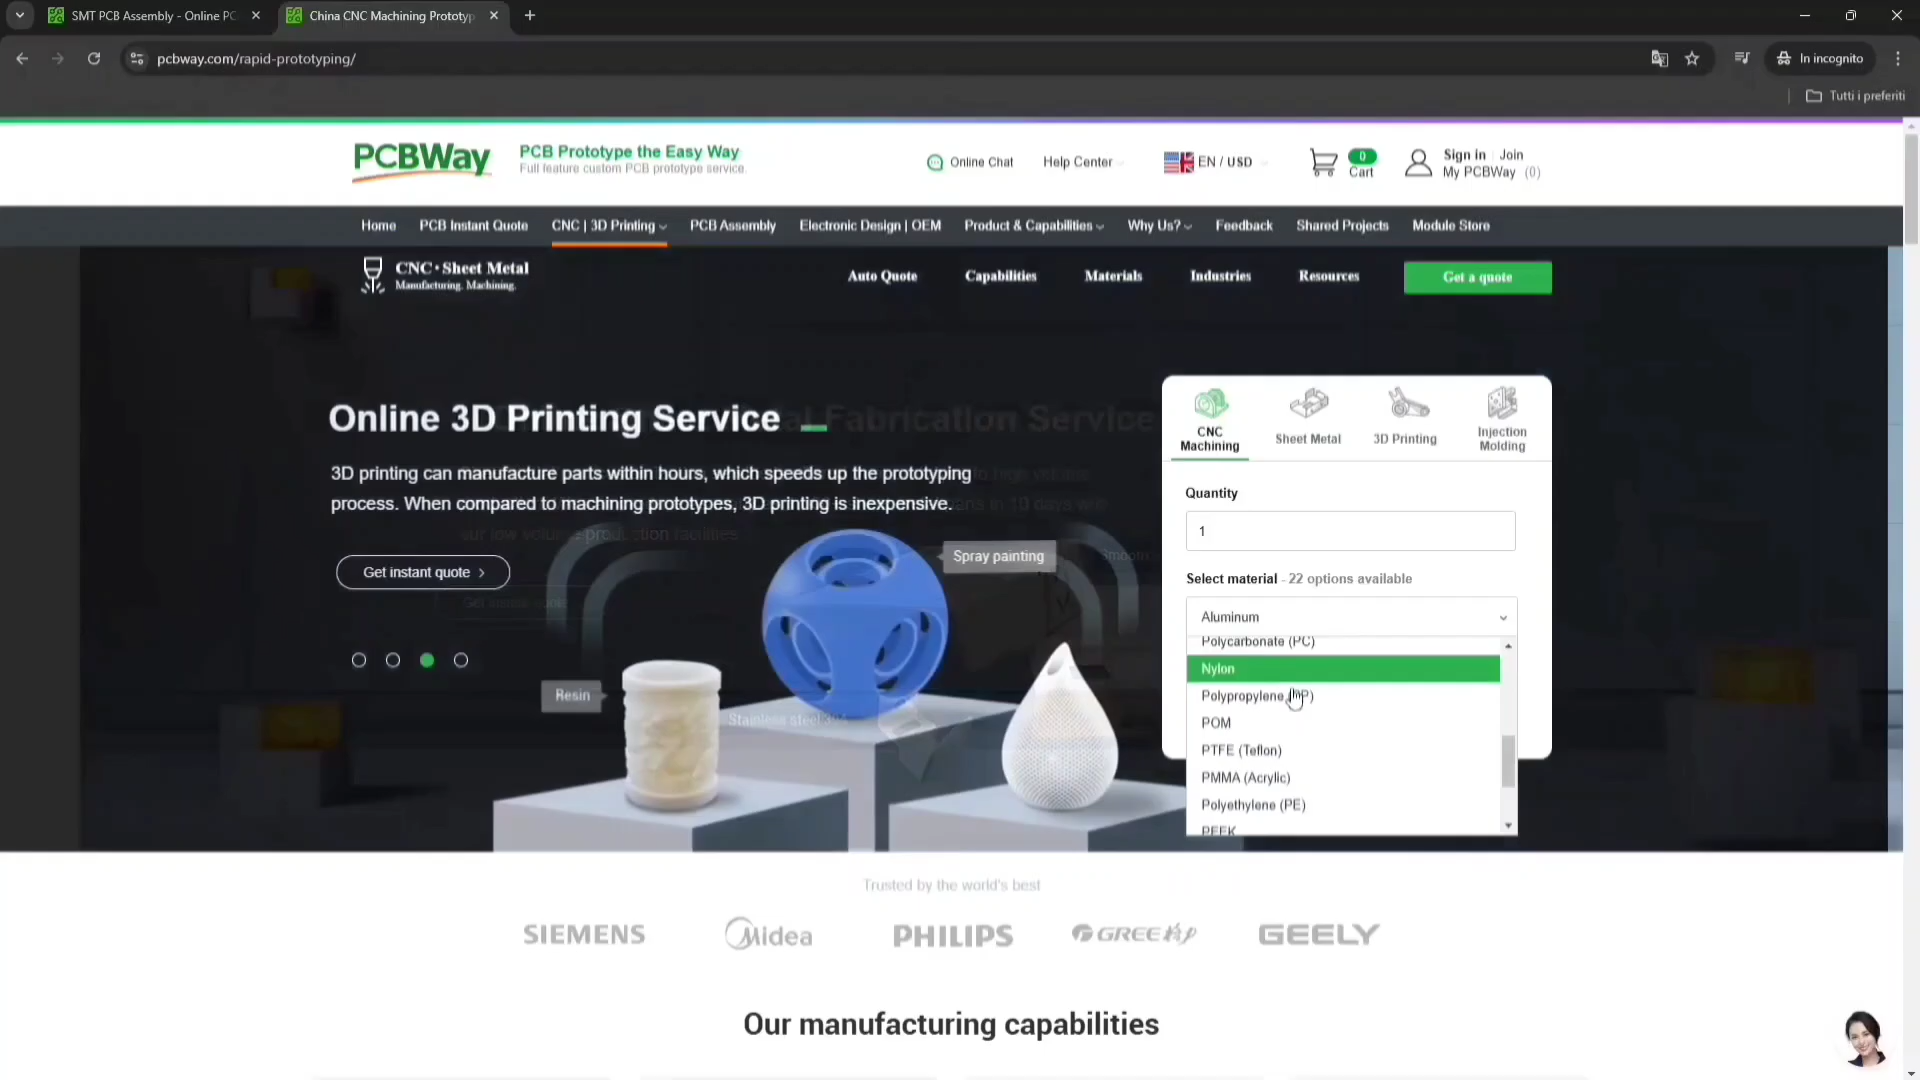 SMT PCB Assembly - Online PC
China CNC Machining Prototyp
pcbway.com/rapid-prototyping/
In incognito
Tutti i preferiti
PCBWay
PCB Prototype the Easy Way
Full feature custom PCB prototype service.
Online Chat
Help Center
EN / USD
0
Cart
Sign in
Join
My PCBWay (0)
Home
PCB Instant Quote
CNC | 3D Printing
PCB Assembly
Electronic Design | OEM
Product & Capabilities
Why Us?
Feedback
Shared Projects
Module Store
CNC • Sheet Metal
Manufacturing. Machining.
Auto Quote
Capabilities
Materials
Industries
Resources
Get a quote
Online 3D Printing Service
Fabrication Service
3D printing can manufacture parts within hours, which speeds up the prototyping
process. When compared to machining prototypes, 3D printing is inexpensive.
Get instant quote
Spray painting
Resin
Stainless steel 304
CNC
Machining
Sheet Metal
3D Printing
Injection
Molding
Quantity
1
Select material - 22 options available
Aluminum
Polycarbonate (PC)
Nylon
Polypropylene (PP)
POM
PTFE (Teflon)
PMMA (Acrylic)
Polyethylene (PE)
PEEK
Trusted by the world's best
SIEMENS
Midea
PHILIPS
GREE格力
GEELY
Our manufacturing capabilities